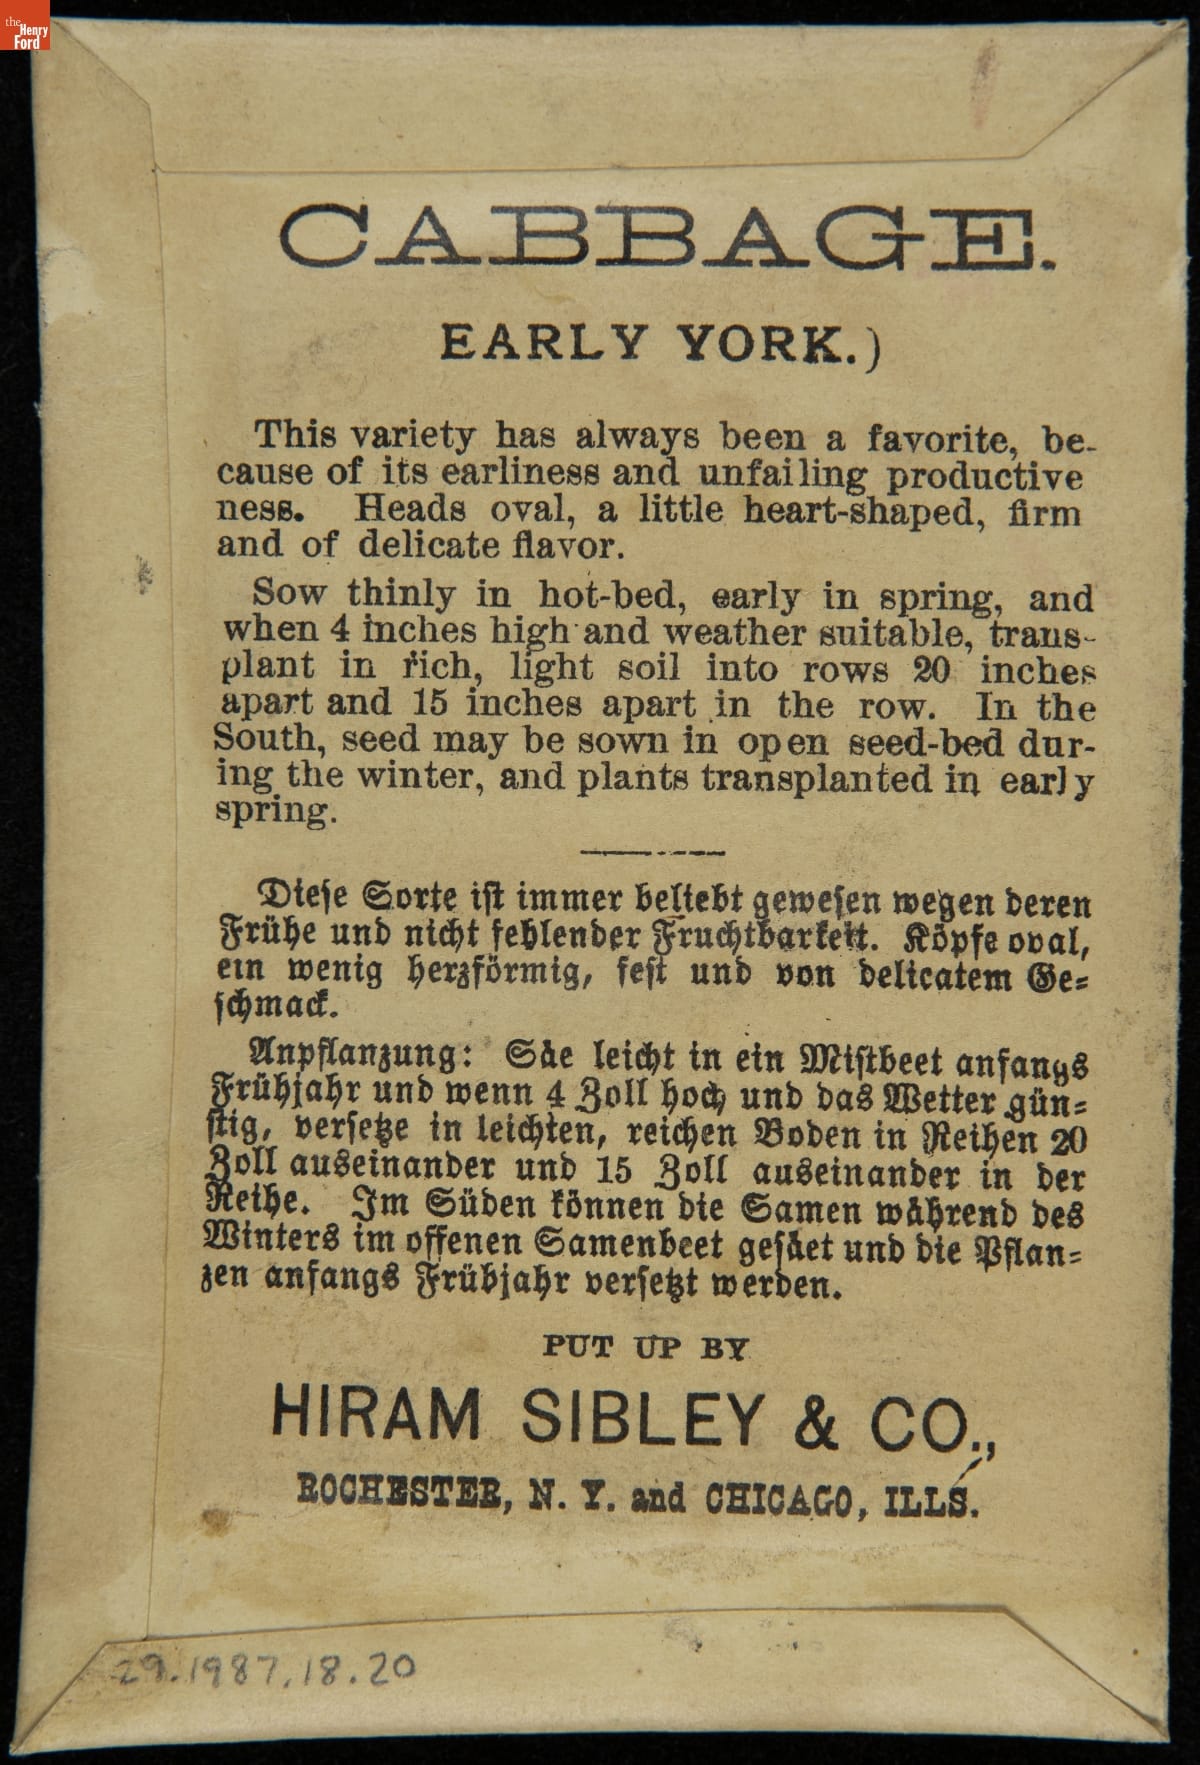 the
Henry
Ford
CABBAGE.
EARLY YORK.)
This variety has always been a favorite, be-
cause of its earliness and unfailing productive
ness. Heads oval, a little heart-shaped, firm
and of delicate flavor.
Sow thinly in hot-bed, early in spring, and
when 4 inches high and weather suitable, trans-
plant in rich, light soil into rows 20 inches
apart and 15 inches apart in the row. In the
South, seed may be sown in open seed-bed dur-
ing the winter, and plants transplanted in early
spring.
Diese Sorte ist immer beliebt gewesen wegen deren
Frühe und nicht fehlender Fruchtbarkeit. Köpfe oval,
ein wenig herzförmig, fest und von delicatem Ge=
schmack.
Anpflanzung: Säe leicht in ein Mistbeet anfangs
Frühjahr und wenn 4 Zoll hoch und das Wetter gün=
stig, versetze in leichten, reichen Boden in Reihen 20
Zoll auseinander und 15 Zoll auseinander in der
Reihe. Im Süden können die Samen während des
Winters im offenen Samenbeet gesäet und die Pflan=
zen anfangs Frühjahr versetzt werden.
PUT UP BY
HIRAM SIBLEY & CO.,
ROCHESTER, N. Y. and CHICAGO, ILLS.
29.1987.18.20